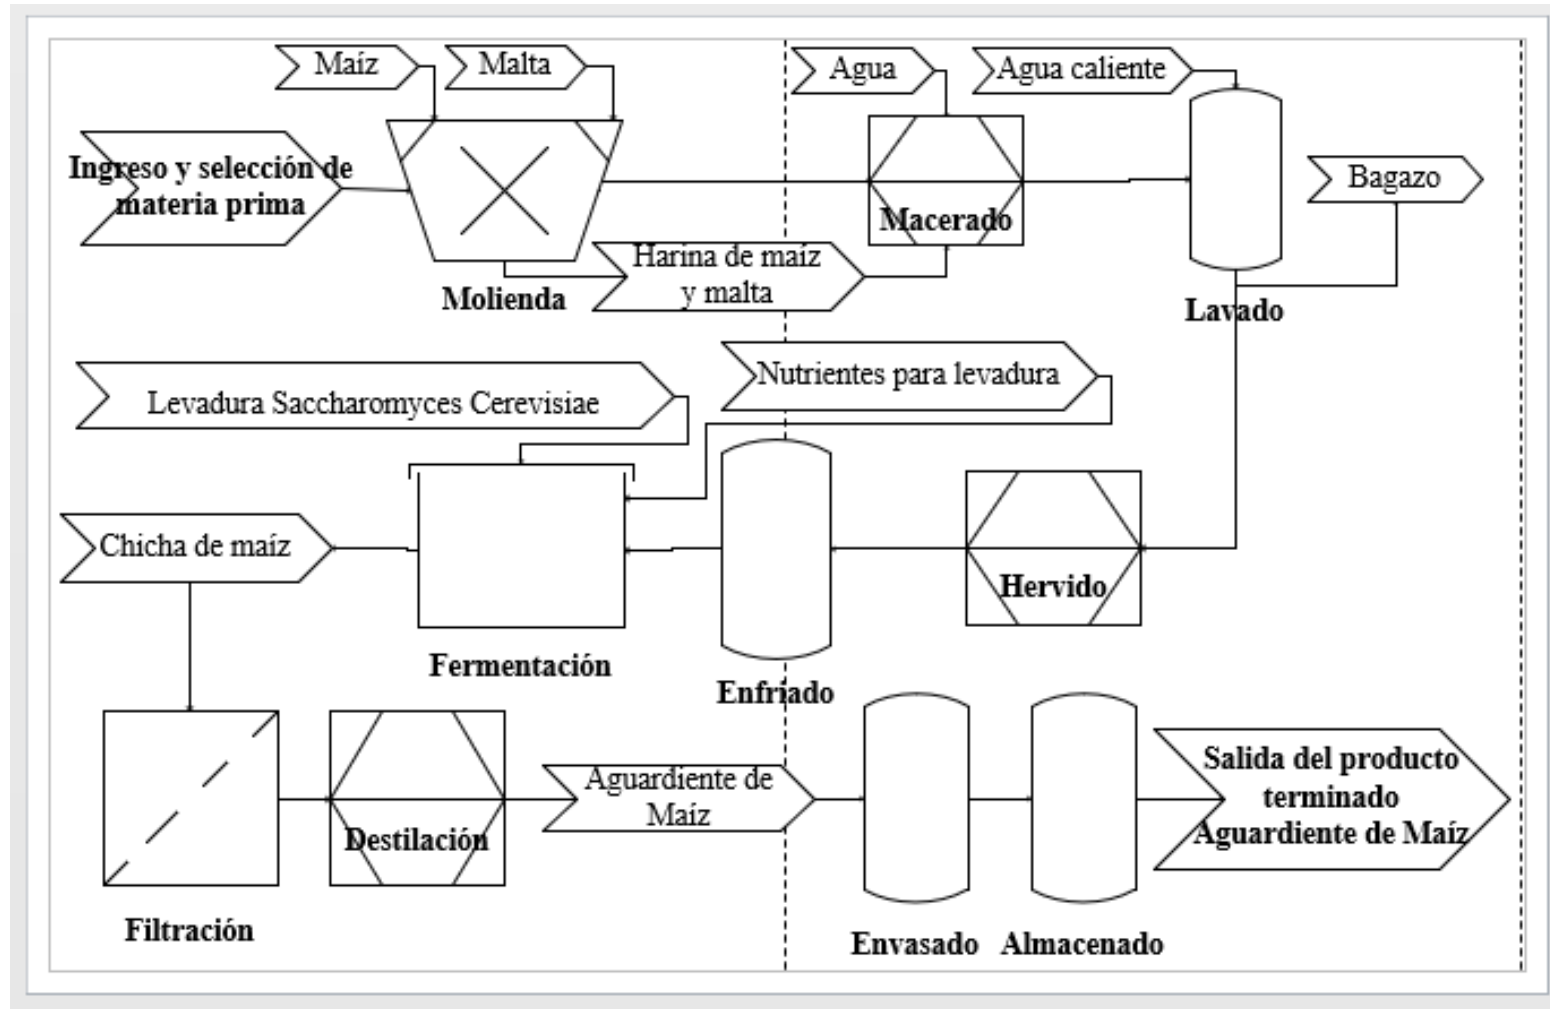 Maíz
Malta
Agua
Agua caliente
Ingreso y selección de
materia prima
Bagazo
Macerado
Harina de maíz
y malta
Molienda
Lavado
Nutrientes para levadura
Levadura Saccharomyces Cerevisiae
Chicha de maíz
Hervido
Fermentación
Enfriado
Salida del producto
terminado
Aguardiente de Maíz
Aguardiente de
Maíz
Destilación
Filtración
Envasado
Almacenado